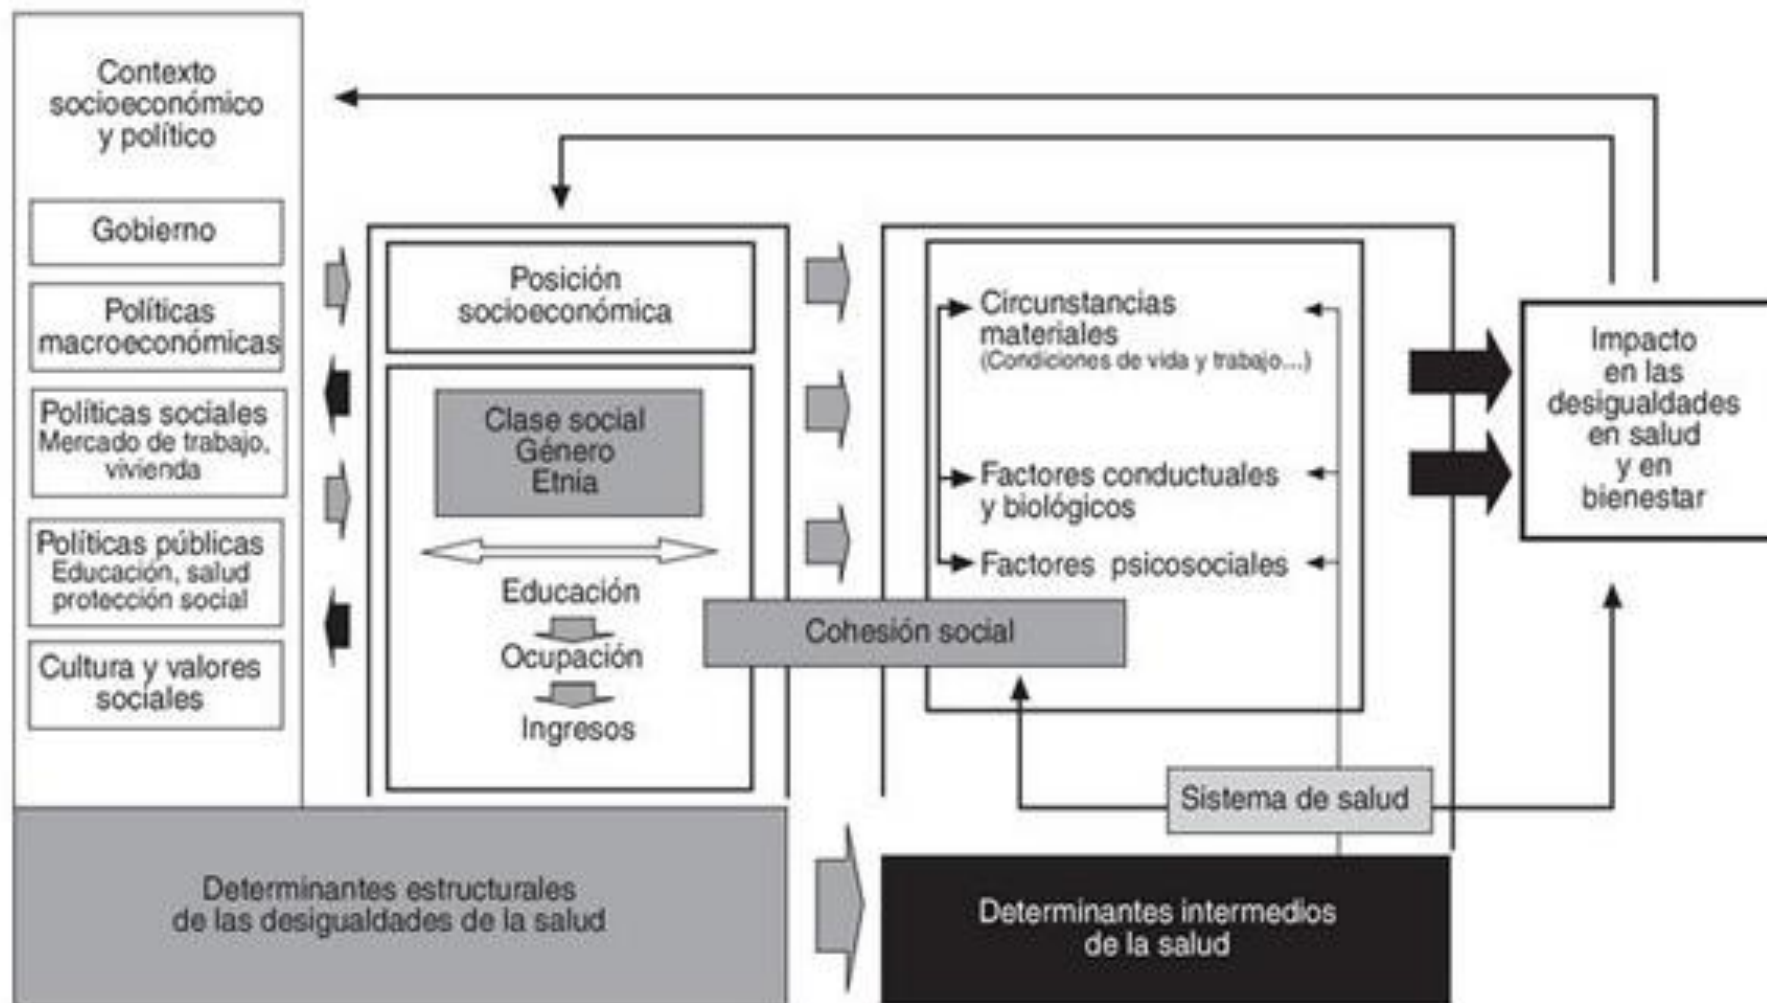 Contexto
socioeconómico
y político
Gobierno
Políticas
macroeconómicas
Políticas sociales
Mercado de trabajo,
vivienda
Políticas públicas
Educación, salud
protección social
Cultura y valores
sociales
Posición
socioeconómica
Clase social
Género
Etnia
Educación
Ocupación
Ingresos
Cohesión social
Circunstancias
materiales
(Condiciones de vida y trabajo...)
Factores conductuales
y biológicos
Factores psicosociales
Sistema de salud
Impacto
en las
desigualdades
en salud
y en
bienestar
Determinantes estructurales
de las desigualdades de la salud
Determinantes intermedios
de la salud